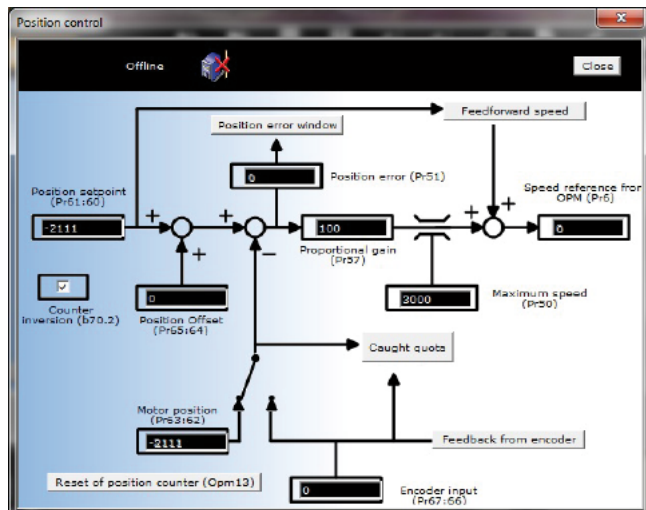 Position control
Offline
Close
Position error window
Feedforward speed
0
Position error (Pr51)
Position setpoint
(Pr61:60)
Speed reference from
OPM (Pr6)
+
+
+
+
-2111
100
0
+
−
Proportional gain
(Pr57)
0
3000
Counter
inversion (b70.2)
Position Offset
(Pr65:64)
Maximum speed
(Pr50)
Caught quota
Motor position
(Pr63:62)
-2111
Feedback from encoder
Reset of position counter (Opm13)
0
Encoder input
(Pr67:66)